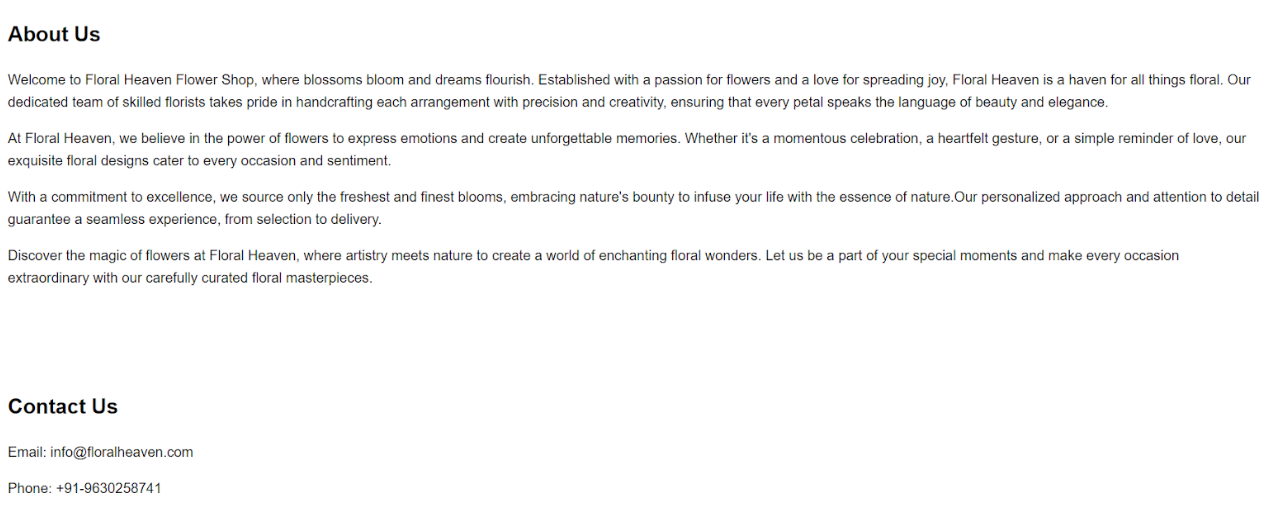 About Us
Welcome to Floral Heaven Flower Shop, where blossoms bloom and dreams flourish. Established with a passion for flowers and a love for spreading joy, Floral Heaven is a haven for all things floral. Our
dedicated team of skilled florists takes pride in handcrafting each arrangement with precision and creativity, ensuring that every petal speaks the language of beauty and elegance.
At Floral Heaven, we believe in the power of flowers to express emotions and create unforgettable memories. Whether it's a momentous celebration, a heartfelt gesture, or a simple reminder of love, our
exquisite floral designs cater to every occasion and sentiment.
With a commitment to excellence, we source only the freshest and finest blooms, embracing nature's bounty to infuse your life with the essence of nature.Our personalized approach and attention to detail
guarantee a seamless experience, from selection to delivery.
Discover the magic of flowers at Floral Heaven, where artistry meets nature to create a world of enchanting floral wonders. Let us be a part of your special moments and make every occasion
extraordinary with our carefully curated floral masterpieces.
Contact Us
Email: info@floralheaven.com
Phone: +91-9630258741